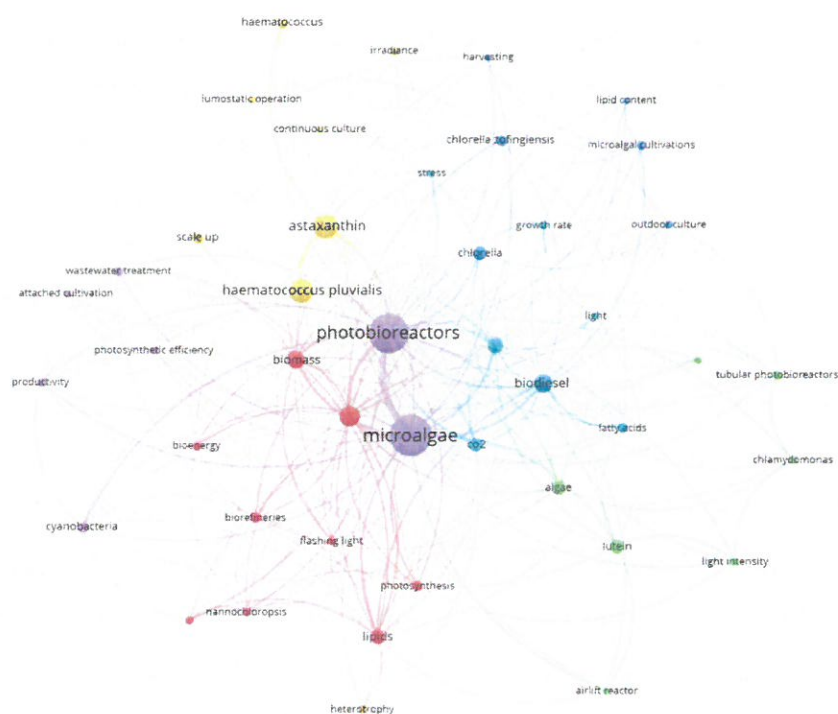 haematococcus
irradiance
harvesting
lumostatic operation
lipid content
continuous culture
chlorella zofingiensis
microalgal cultivations
stress
astaxanthin
growth rate
outdoor culture
scale up
chlorella
wastewater treatment
attached cultivation
haematococcus pluvialis
light
photobioreactors
photosynthetic efficiency
biomass
productivity
biodiesel
tubular photobioreactors
fatty acids
microalgae
co2
bioenergy
chlamydomonas
algae
biorefineries
cyanobacteria
flashing light
lutein
light intensity
photosynthesis
nannochloropsis
lipids
airlift reactor
heterotrophy